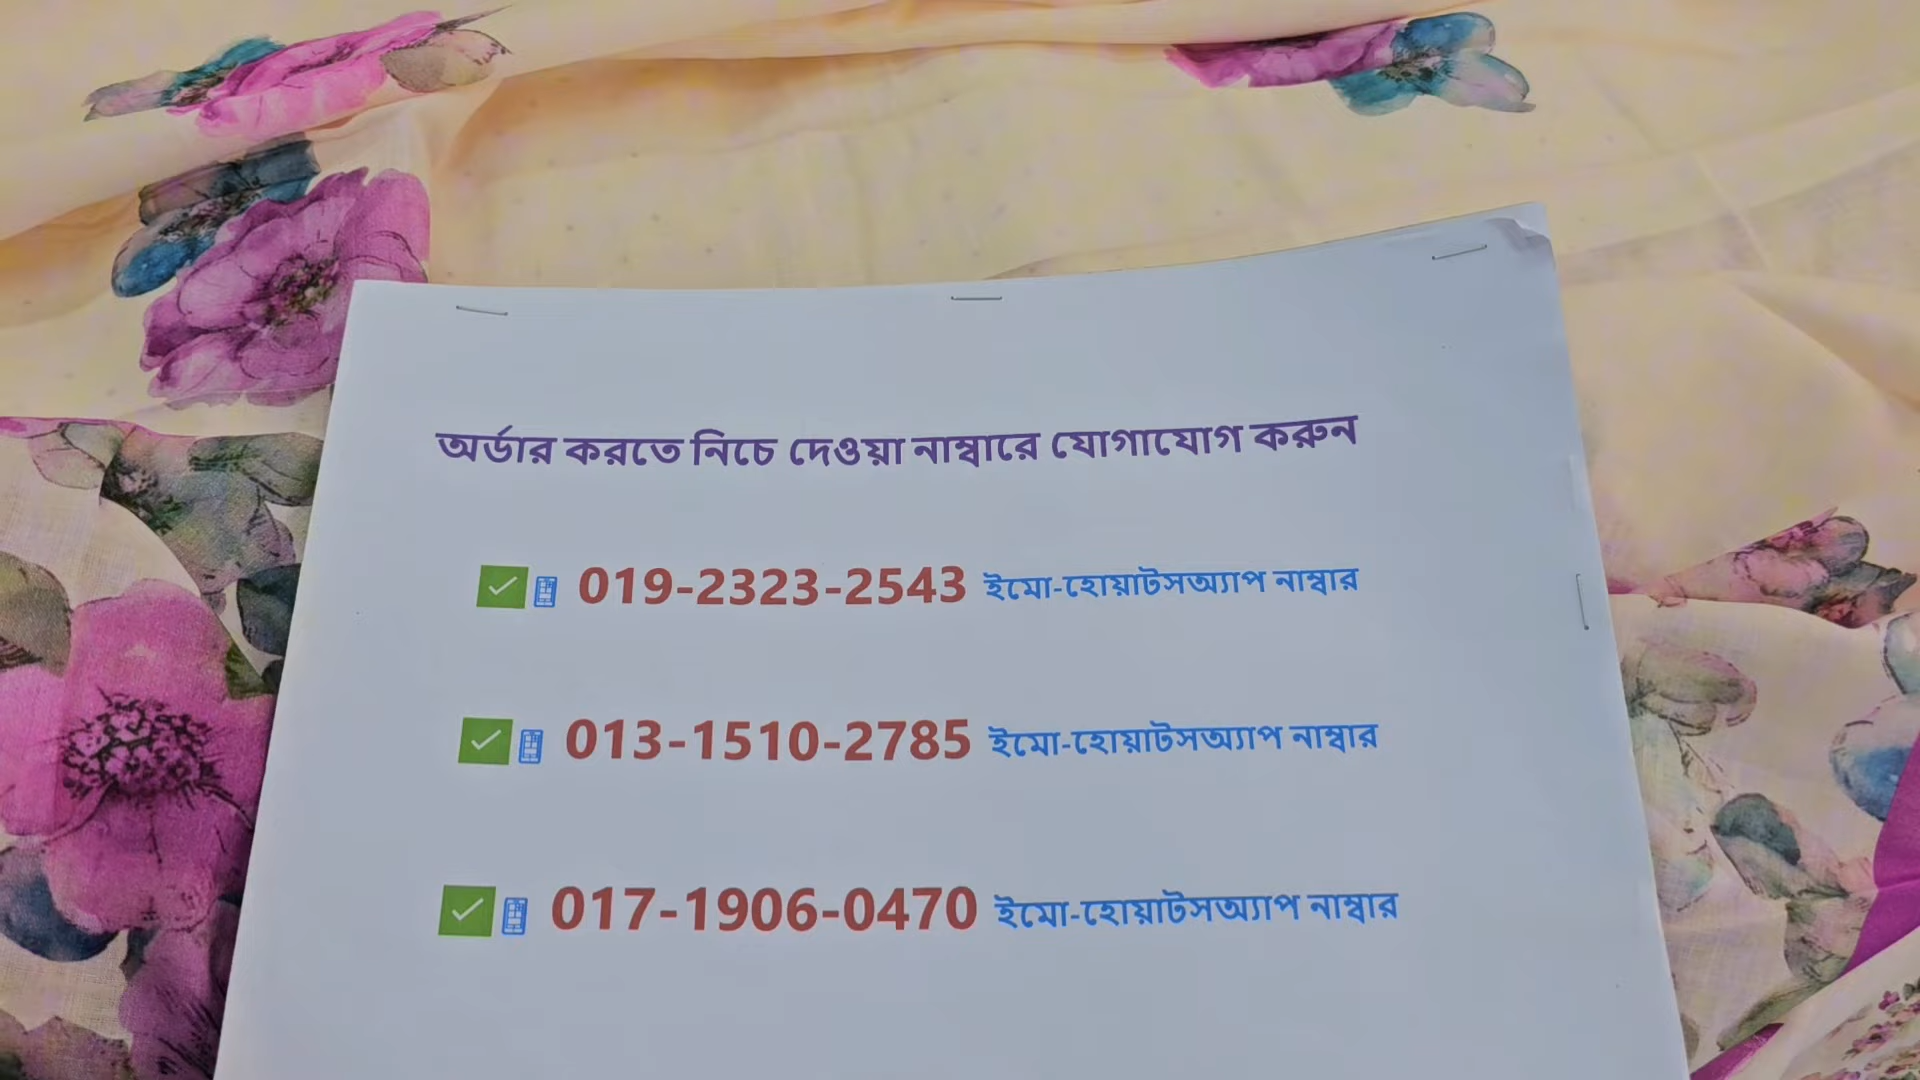 অর্ডার করতে নিচে দেওয়া নাম্বারে যোগাযোগ করুন
✅📱 019-2323-2543 ইমো-হোয়াটসঅ্যাপ নাম্বার
✅📱 013-1510-2785 ইমো-হোয়াটসঅ্যাপ নাম্বার
✅📱 017-1906-0470 ইমো-হোয়াটসঅ্যাপ নাম্বার